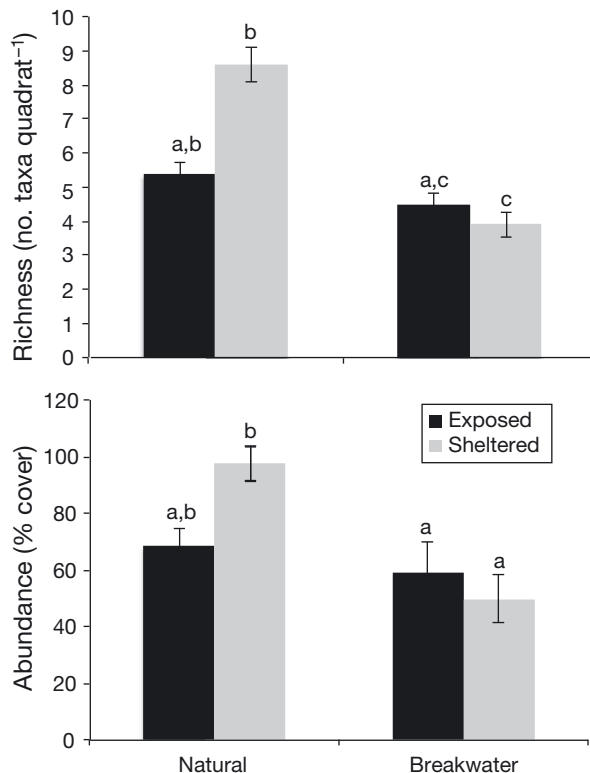 Richness (no. taxa quadrat⁻¹)
10
9
8
7
6
5
4
3
2
1
0
a,b
b
a,c
c
Abundance (% cover)
120
100
80
60
40
20
0
a,b
b
a
a
Exposed
Sheltered
Natural
Breakwater